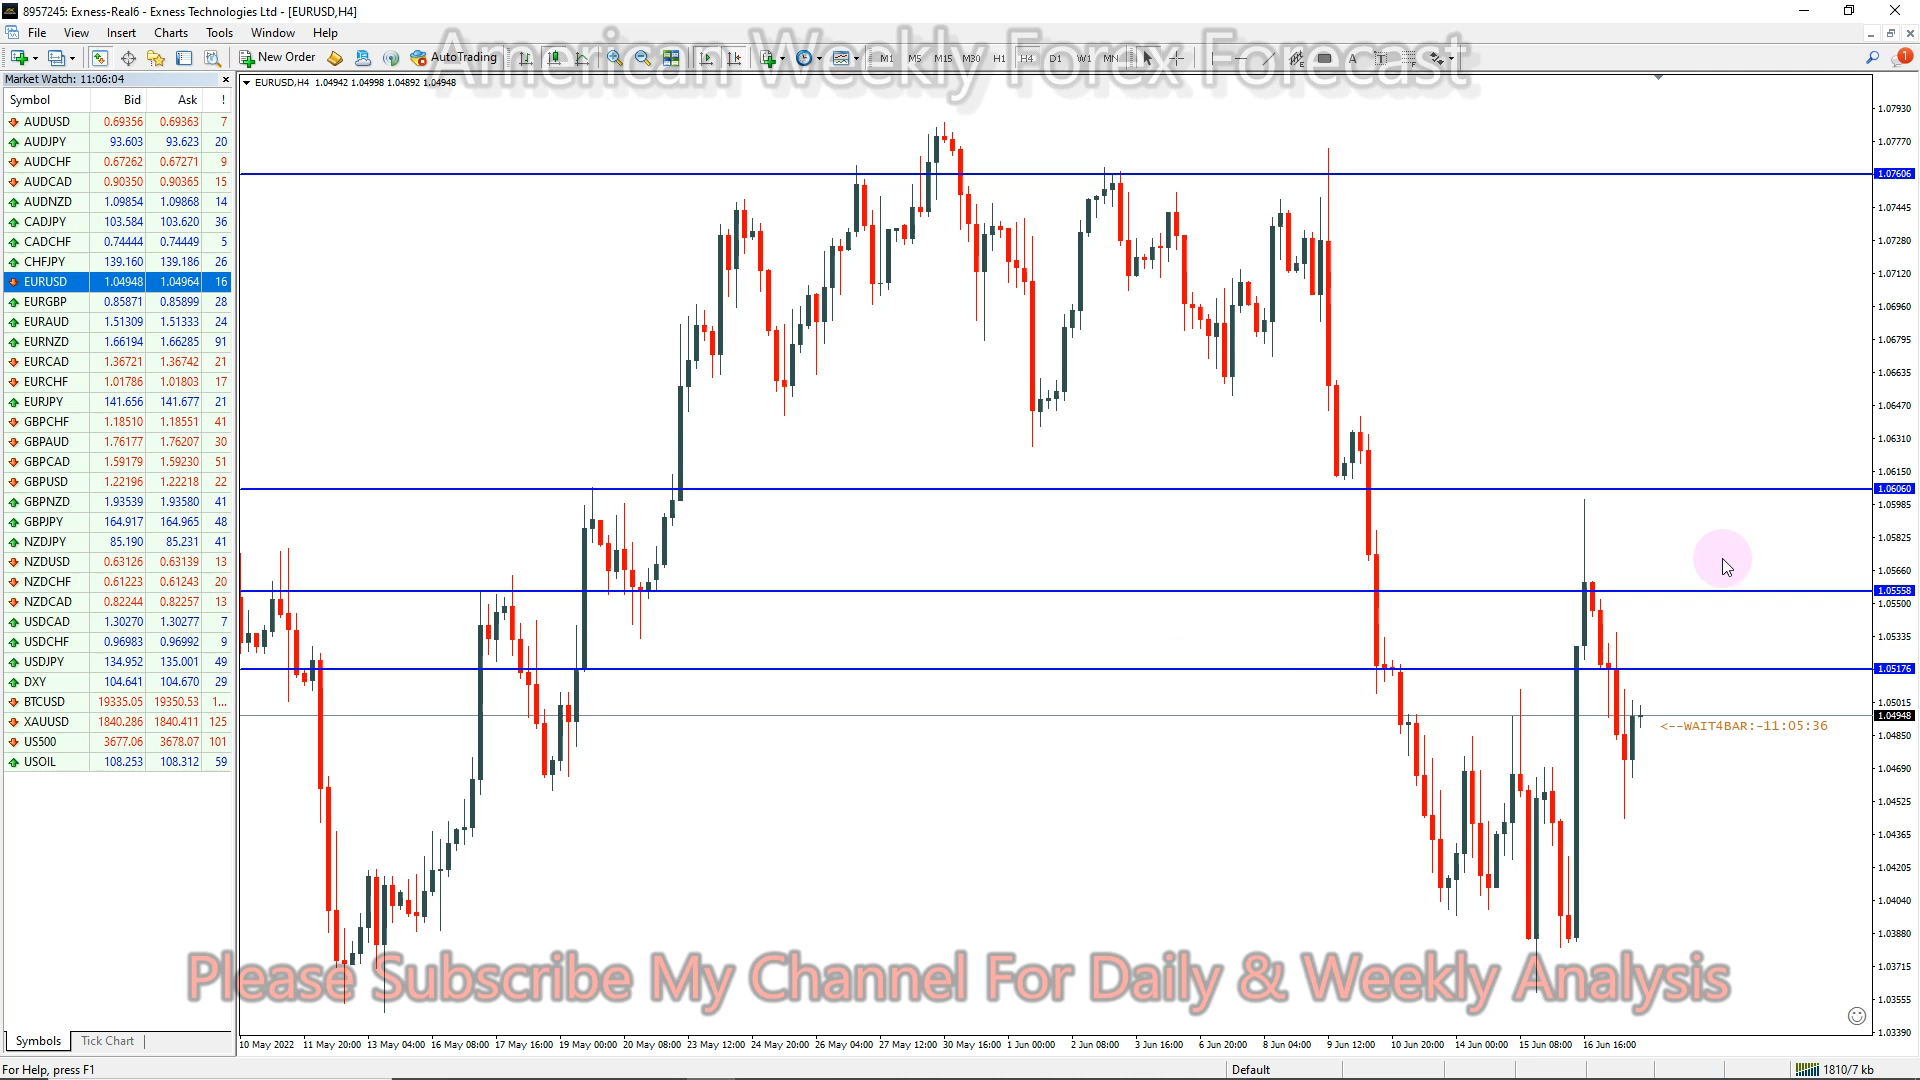 8957245: Exness-Real6 - Exness Technologies Ltd - [EURUSD,H4]
File View Insert Charts Tools Window Help
New Order AutoTrading M1 M5 M15 M30 H1 H4 D1 W1 MN A T 1
American Weekly Forex Forecast
Market Watch: 11:06:04
Symbol Bid Ask !
AUDUSD 0.69356 0.69363 7
AUDJPY 93.603 93.623 20
AUDCHF 0.67262 0.67271 9
AUDCAD 0.90350 0.90365 15
AUDNZD 1.09854 1.09868 14
CADJPY 103.584 103.620 36
CADCHF 0.74444 0.74449 5
CHFJPY 139.160 139.186 26
EURUSD 1.04948 1.04964 16
EURGBP 0.85871 0.85899 28
EURAUD 1.51309 1.51333 24
EURNZD 1.66194 1.66285 91
EURCAD 1.36721 1.36742 21
EURCHF 1.01786 1.01803 17
EURJPY 141.656 141.677 21
GBPCHF 1.18510 1.18551 41
GBPAUD 1.76177 1.76207 30
GBPCAD 1.59179 1.59230 51
GBPUSD 1.22196 1.22218 22
GBPNZD 1.93539 1.93580 41
GBPJPY 164.917 164.965 48
NZDJPY 85.190 85.231 41
NZDUSD 0.63126 0.63139 13
NZDCHF 0.61223 0.61243 20
NZDCAD 0.82244 0.82257 13
USDCAD 1.30270 1.30277 7
USDCHF 0.96983 0.96992 9
USDJPY 134.952 135.001 49
DXY 104.641 104.670 29
BTCUSD 19335.05 19350.53 1...
XAUUSD 1840.286 1840.411 125
US500 3677.06 3678.07 101
USOIL 108.253 108.312 59
Symbols Tick Chart
EURUSD,H4 1.04942 1.04998 1.04892 1.04948
1.07930
1.07770
1.07606
1.07445
1.07280
1.07120
1.06960
1.06795
1.06635
1.06470
1.06310
1.06150
1.06060
1.05985
1.05825
1.05660
1.05558
1.05500
1.05335
1.05176
1.05015
1.04948
<--WAIT4BAR:-11:05:36
1.04850
1.04690
1.04525
1.04365
1.04205
1.04040
1.03880
1.03715
1.03555
1.03390
Please Subscribe My Channel For Daily & Weekly Analysis
10 May 2022 11 May 20:00 13 May 04:00 16 May 08:00 17 May 16:00 19 May 00:00 20 May 08:00 23 May 12:00 24 May 20:00 26 May 04:00 27 May 12:00 30 May 16:00 1 Jun 00:00 2 Jun 08:00 3 Jun 16:00 6 Jun 20:00 8 Jun 04:00 9 Jun 12:00 10 Jun 20:00 14 Jun 00:00 15 Jun 08:00 16 Jun 16:00
For Help, press F1 Default 1810/7 kb